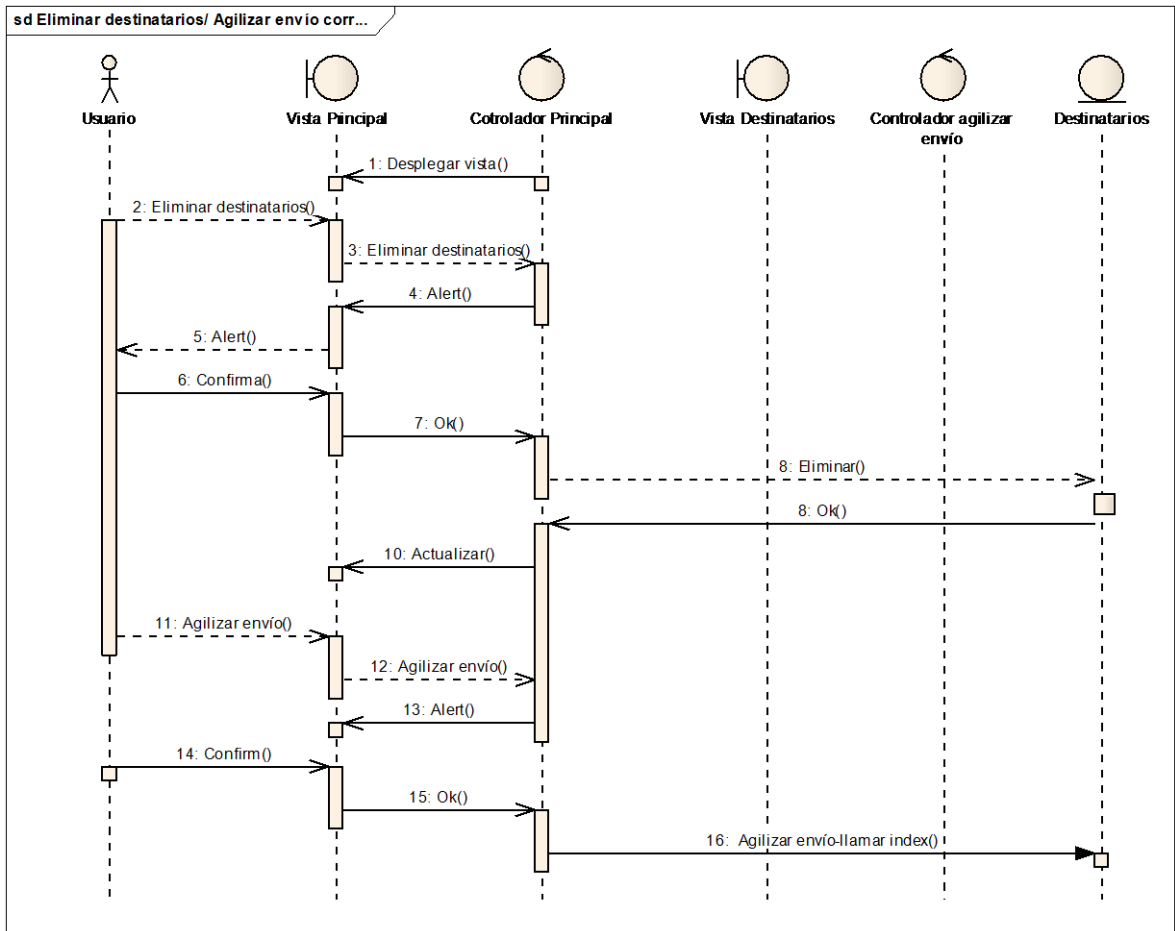 sd Eliminar destinatarios/ Agilizar envío corr...
Usuario
Vista Principal
Cotrolador Principal
Vista Destinatarios
Controlador agilizar
envío
Destinatarios
1: Desplegar vista()
2: Eliminar destinatarios()
3: Eliminar destinatarios()
4: Alert()
5: Alert()
6: Confirma()
7: Ok()
8: Eliminar()
8: Ok()
10: Actualizar()
11: Agilizar envío()
12: Agilizar envío()
13: Alert()
14: Confirm()
15: Ok()
16: Agilizar envío-llamar index()